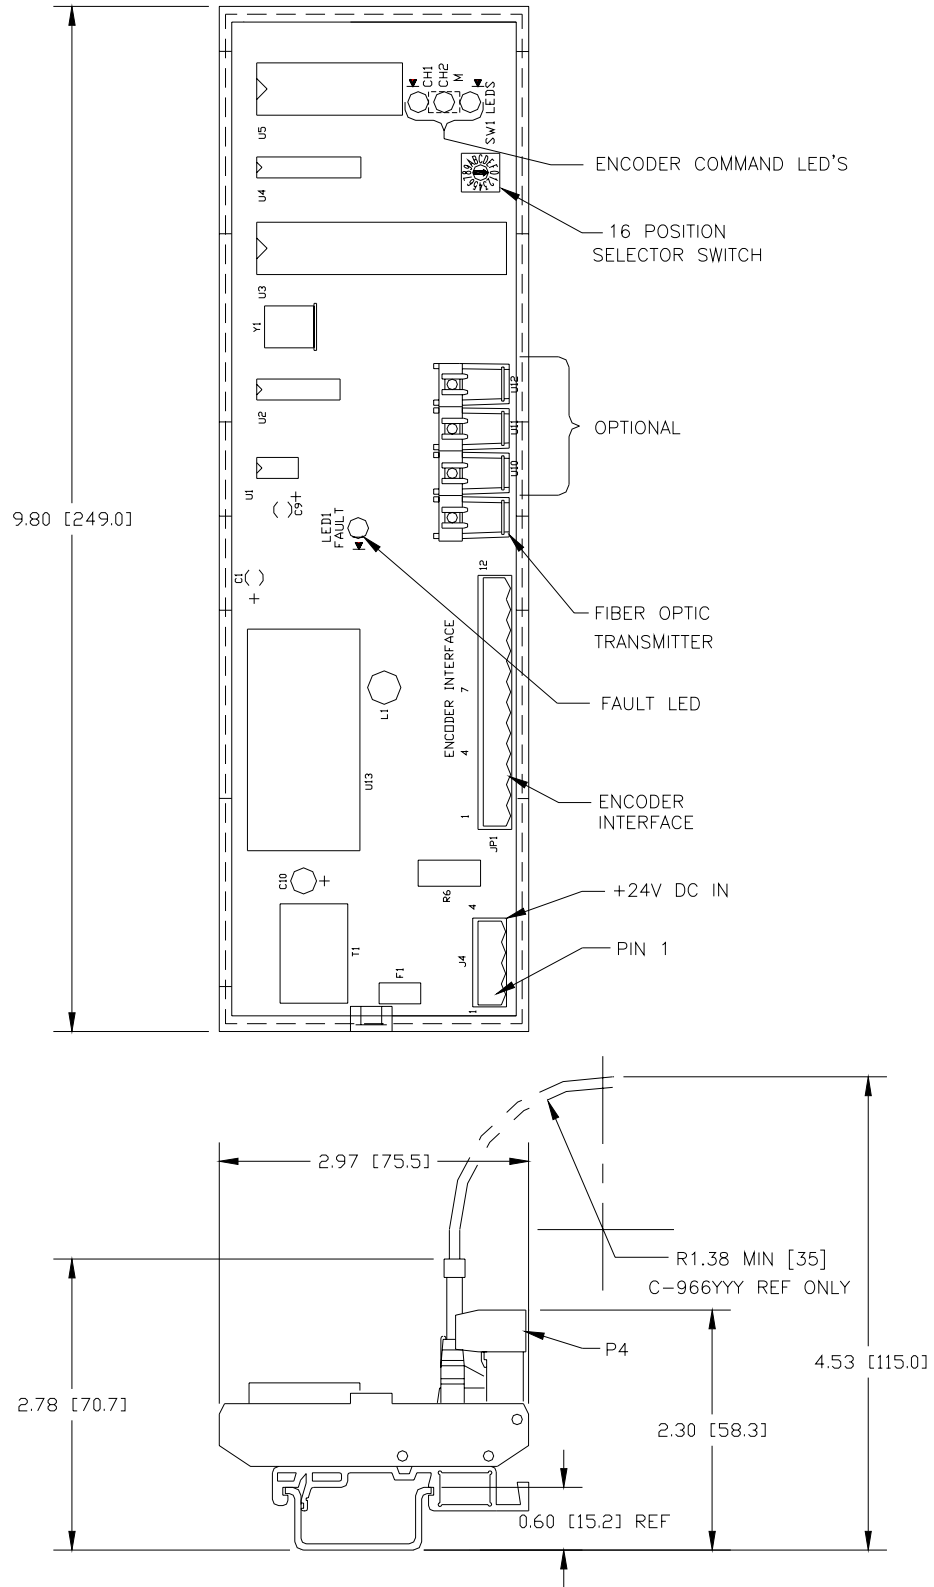 CH1
CH2
M
SW1 LEDS
U5
ENCODER COMMAND LED'S
U4
0123456789ABCDEF
16 POSITION
SELECTOR SWITCH
U3
Y1
U12
U2
U11
OPTIONAL
U10
U1
C9+
LED1
FAULT
9.80 [249.0]
12
C1
+
FIBER OPTIC
TRANSMITTER
ENCODER INTERFACE
7
4
1
L1
FAULT LED
U13
ENCODER
INTERFACE
JP1
C10
+
R6
4
+24V DC IN
T1
J4
PIN 1
F1
1
2.97 [75.5]
R1.38 MIN [35]
C-966YYY REF ONLY
P4
4.53 [115.0]
2.78 [70.7]
2.30 [58.3]
0.60 [15.2] REF